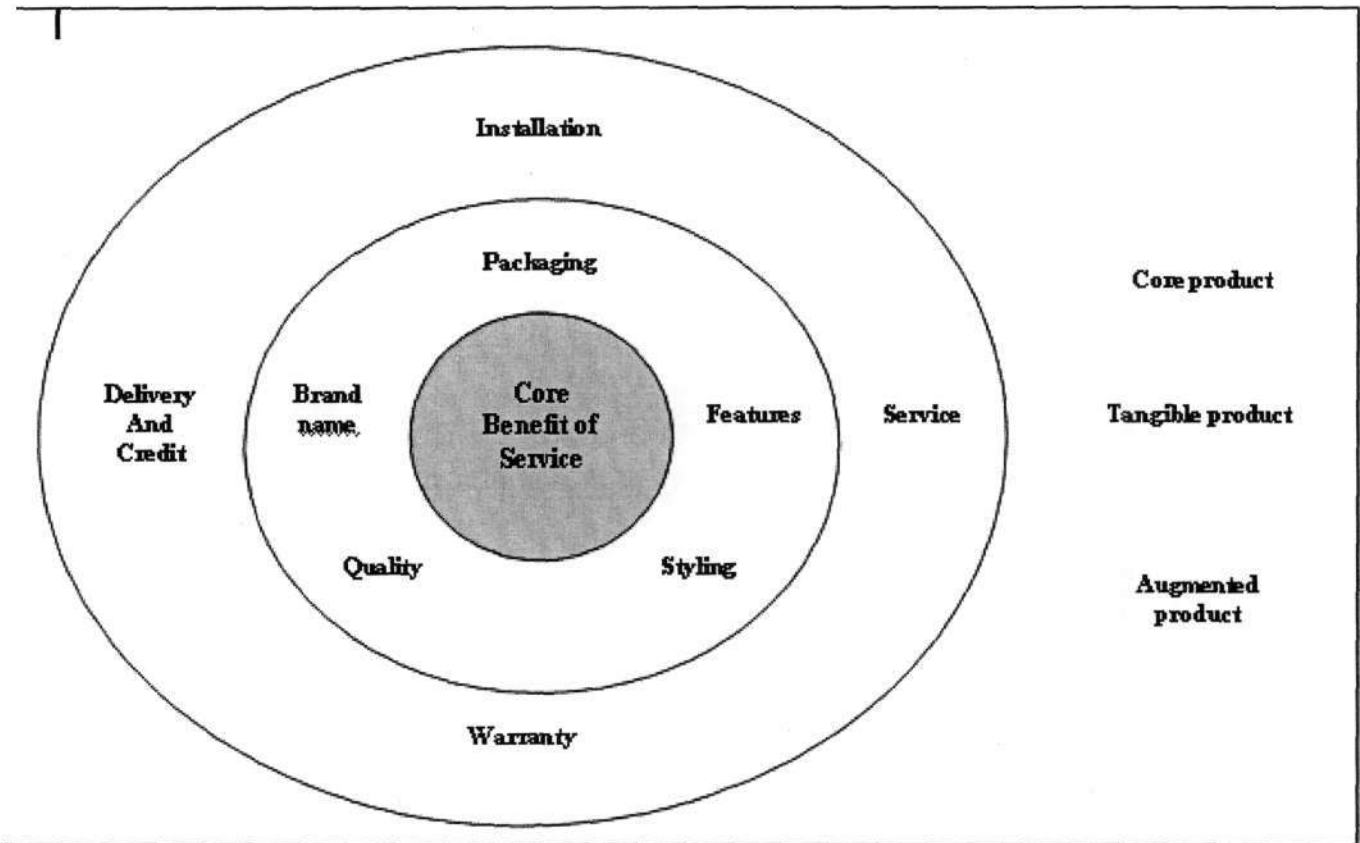 Installation
Packaging
Core product
Delivery
And
Credit
Brand
name
Core
Benefit of
Service
Features
Service
Tangible product
Quality
Styling
Augmented
product
Warranty